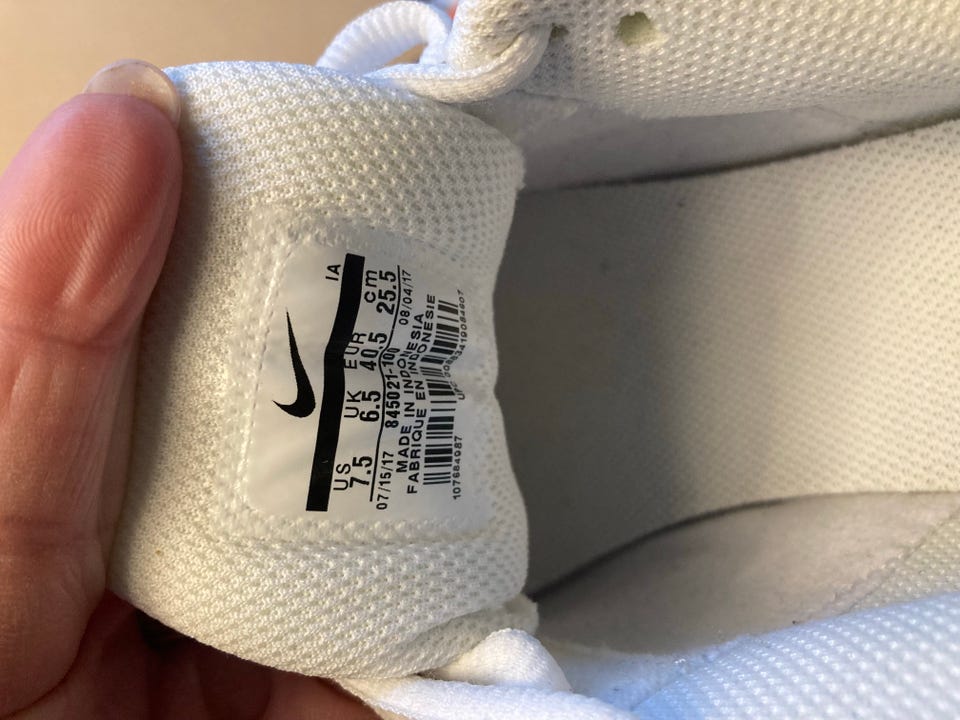 IA
US UK EUR cm
7.5 6.5 40.5 25.5
07/15/17 845021-100 08/04/17
MADE IN INDONESIA
FABRIQUE EN INDONESIE
107684987